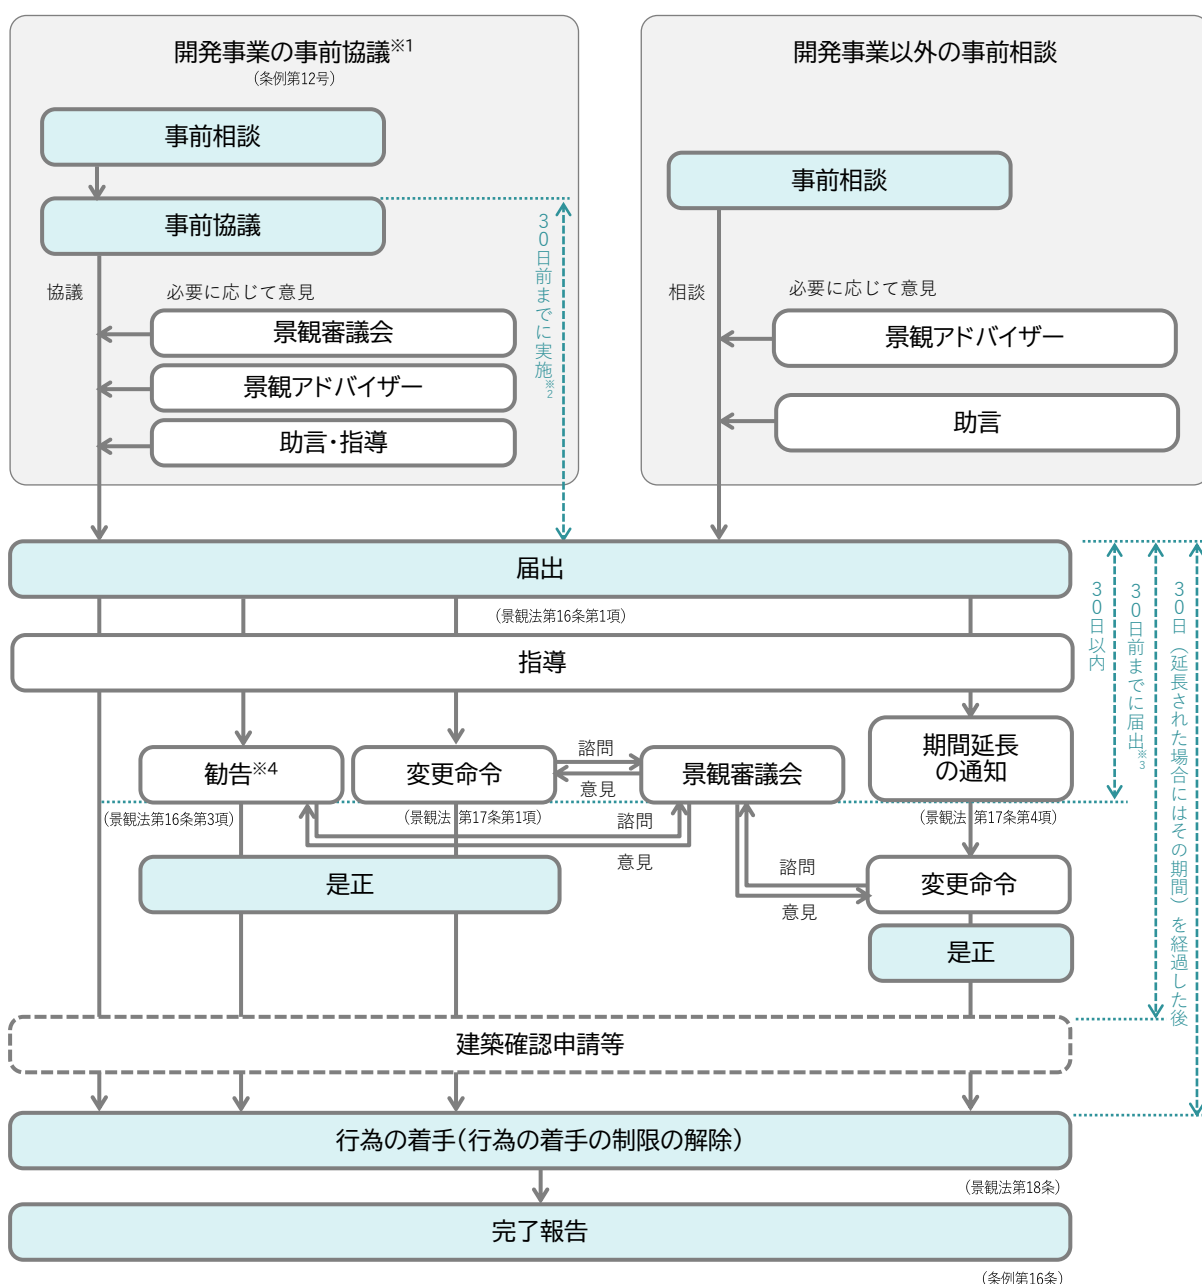 開発事業の事前協議※1
(条例第12号)
事前相談
事前協議
協議
必要に応じて意見
景観審議会
景観アドバイザー
助言・指導
30日前までに実施※2
開発事業以外の事前相談
事前相談
相談
必要に応じて意見
景観アドバイザー
助言
届出
(景観法第16条第1項)
指導
勧告※4
(景観法第16条第3項)
変更命令
(景観法 第17条第1項)
諮問
意見
景観審議会
期間延長
の通知
(景観法 第17条第4項)
諮問
意見
是正
諮問
意見
変更命令
是正
30日以内
30日前までに届出※3
30日(延長された場合にはその期間)を経過した後
建築確認申請等
行為の着手(行為の着手の制限の解除)
(景観法第18条)
完了報告
(条例第16条)